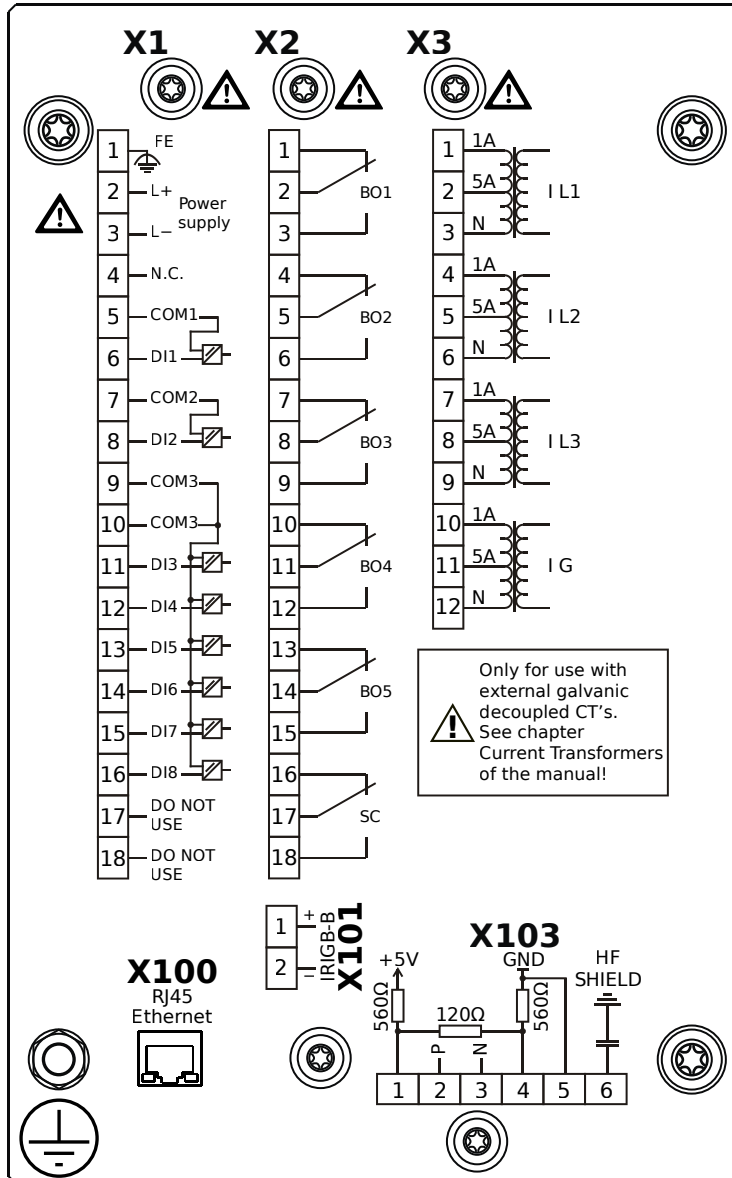 X1
X2
X3
1
FE
2
L+
Power
supply
3
L−
4
N.C.
5
COM1
6
DI1
7
COM2
8
DI2
9
COM3
10
COM3
11
DI3
12
DI4
13
DI5
14
DI6
15
DI7
16
DI8
17
DO NOT
USE
18
DO NOT
USE
1
2
BO1
3
4
5
BO2
6
7
8
BO3
9
10
11
BO4
12
13
14
BO5
15
16
17
SC
18
1
1A
2
5A
I L1
3
N
4
1A
5
5A
I L2
6
N
7
1A
8
5A
I L3
9
N
10
1A
11
5A
I G
12
N
Only for use with
external galvanic
decoupled CT's.
See chapter
Current Transformers
of the manual!
X100
RJ45
Ethernet
1
+
2
−
IRIGB-B
X101
X103
+5V
GND
HF
SHIELD
560Ω
120Ω
560Ω
P
N
1
2
3
4
5
6